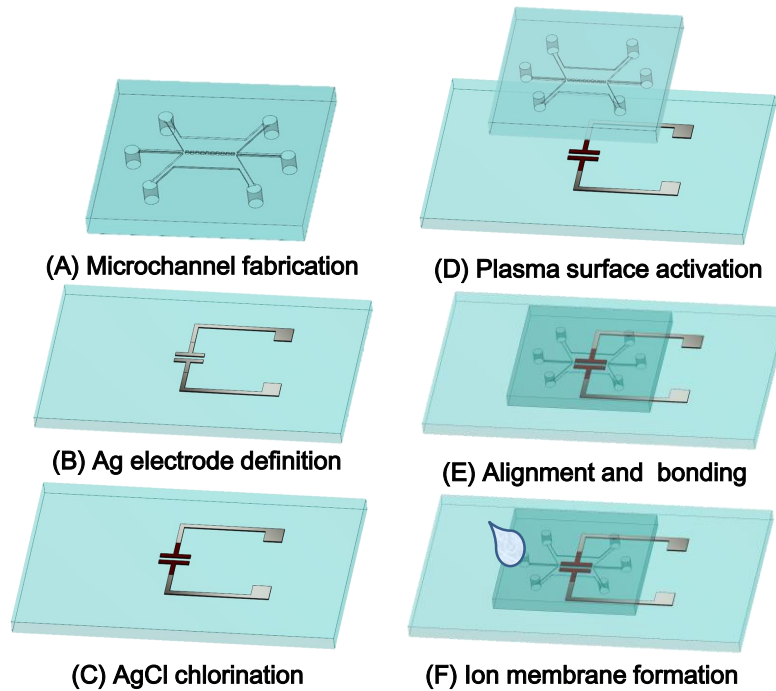 (A) Microchannel fabrication
(B) Ag electrode definition
(C) AgCl chlorination
(D) Plasma surface activation
(E) Alignment and  bonding
(F) Ion membrane formation